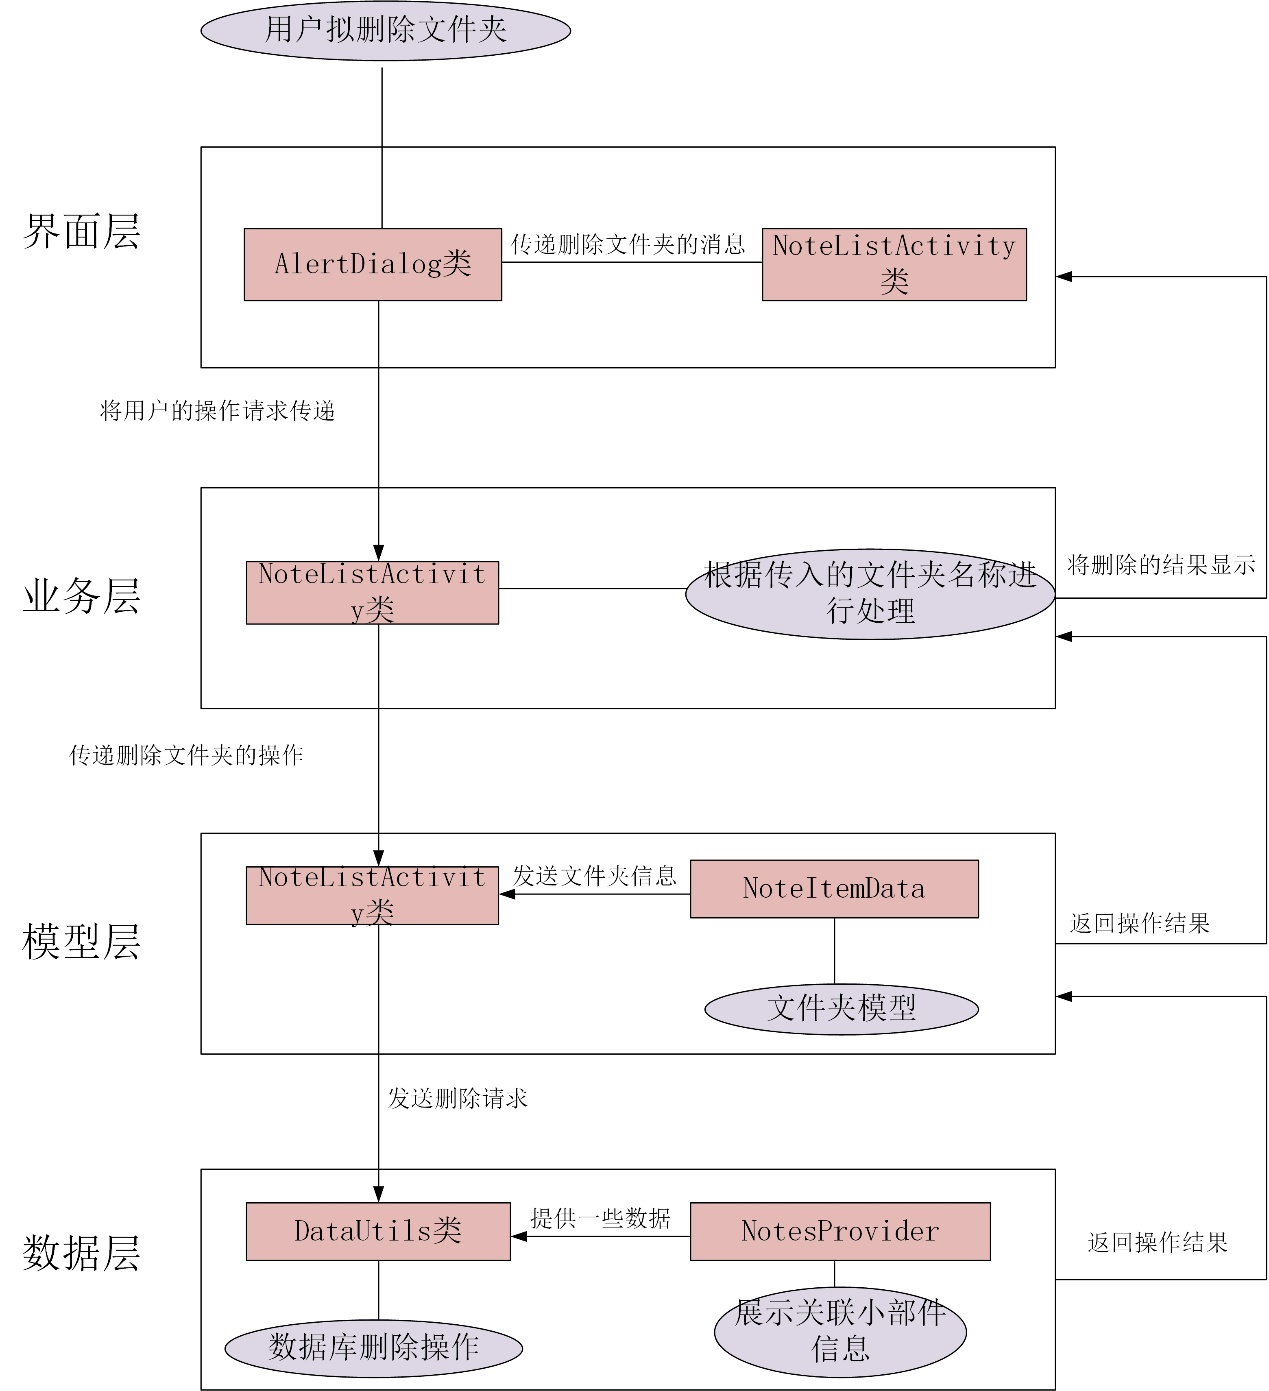 用户拟删除文件夹
界面层
AlertDialog类
传递删除文件夹的消息
NoteListActivity
类
将用户的操作请求传递
业务层
NoteListActivit
y类
根据传入的文件夹名称进
行处理
将删除的结果显示
传递删除文件夹的操作
模型层
NoteListActivit
y类
发送文件夹信息
NoteItemData
文件夹模型
返回操作结果
发送删除请求
数据层
DataUtils类
提供一些数据
NotesProvider
数据库删除操作
展示关联小部件
信息
返回操作结果